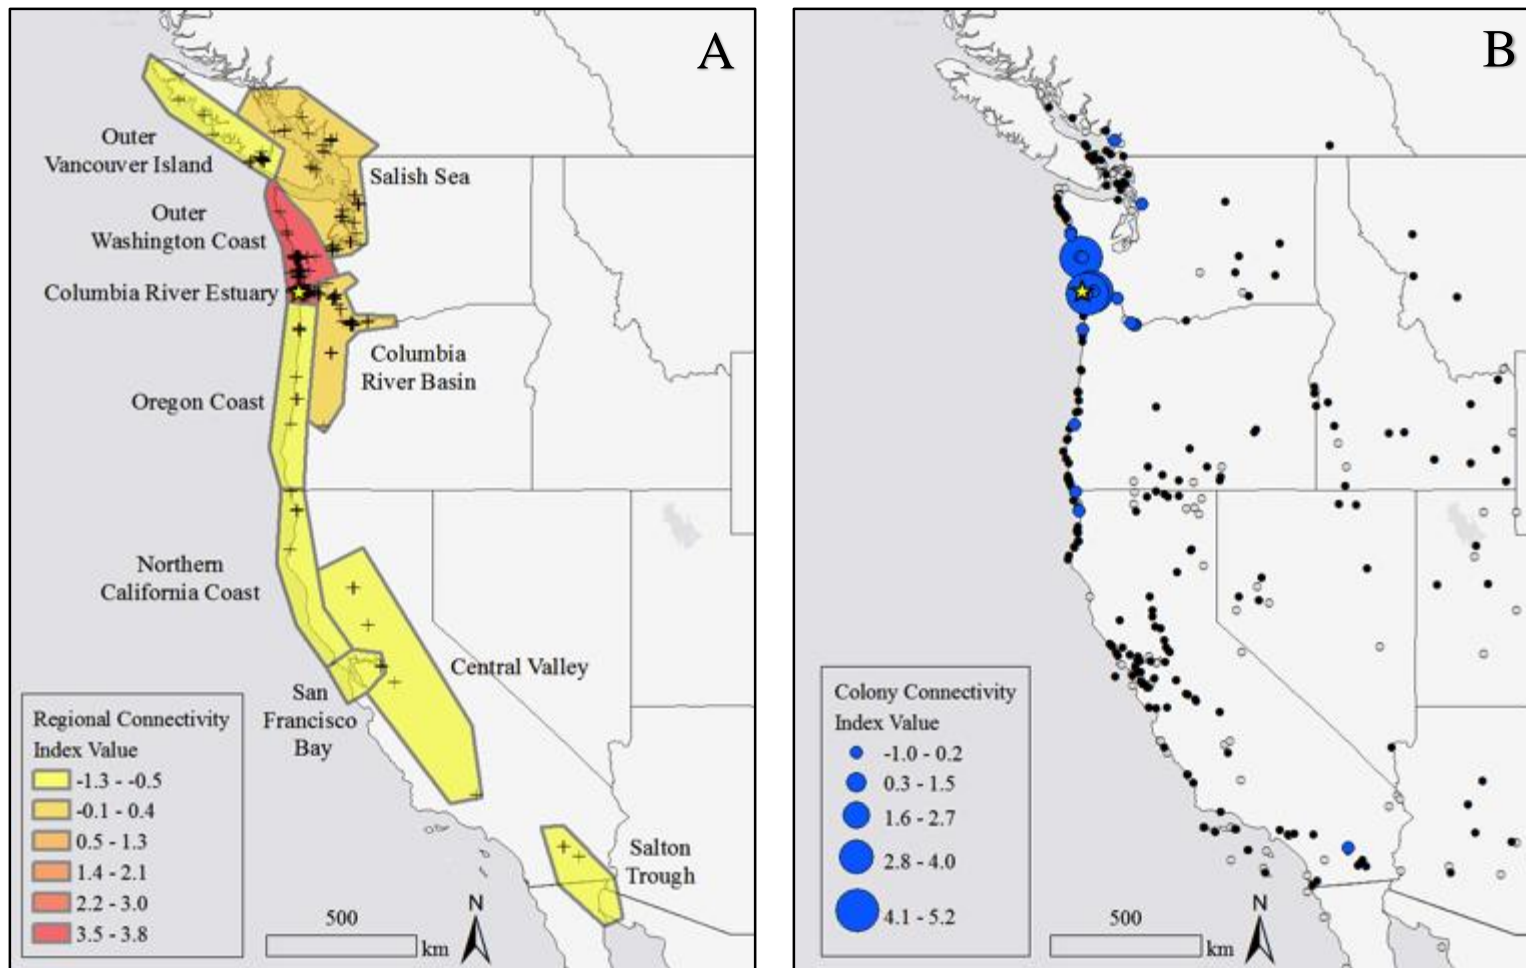 A
Outer
Vancouver Island
Salish Sea
Outer
Washington Coast
Columbia River Estuary
Columbia
River Basin
Oregon Coast
Northern
California Coast
Central Valley
San
Francisco
Bay
Salton
Trough
Regional Connectivity
Index Value
-1.3 - -0.5
-0.1 - 0.4
0.5 - 1.3
1.4 - 2.1
2.2 - 3.0
3.5 - 3.8
500
km
N
B
Colony Connectivity
Index Value
-1.0 - 0.2
0.3 - 1.5
1.6 - 2.7
2.8 - 4.0
4.1 - 5.2
500
km
N